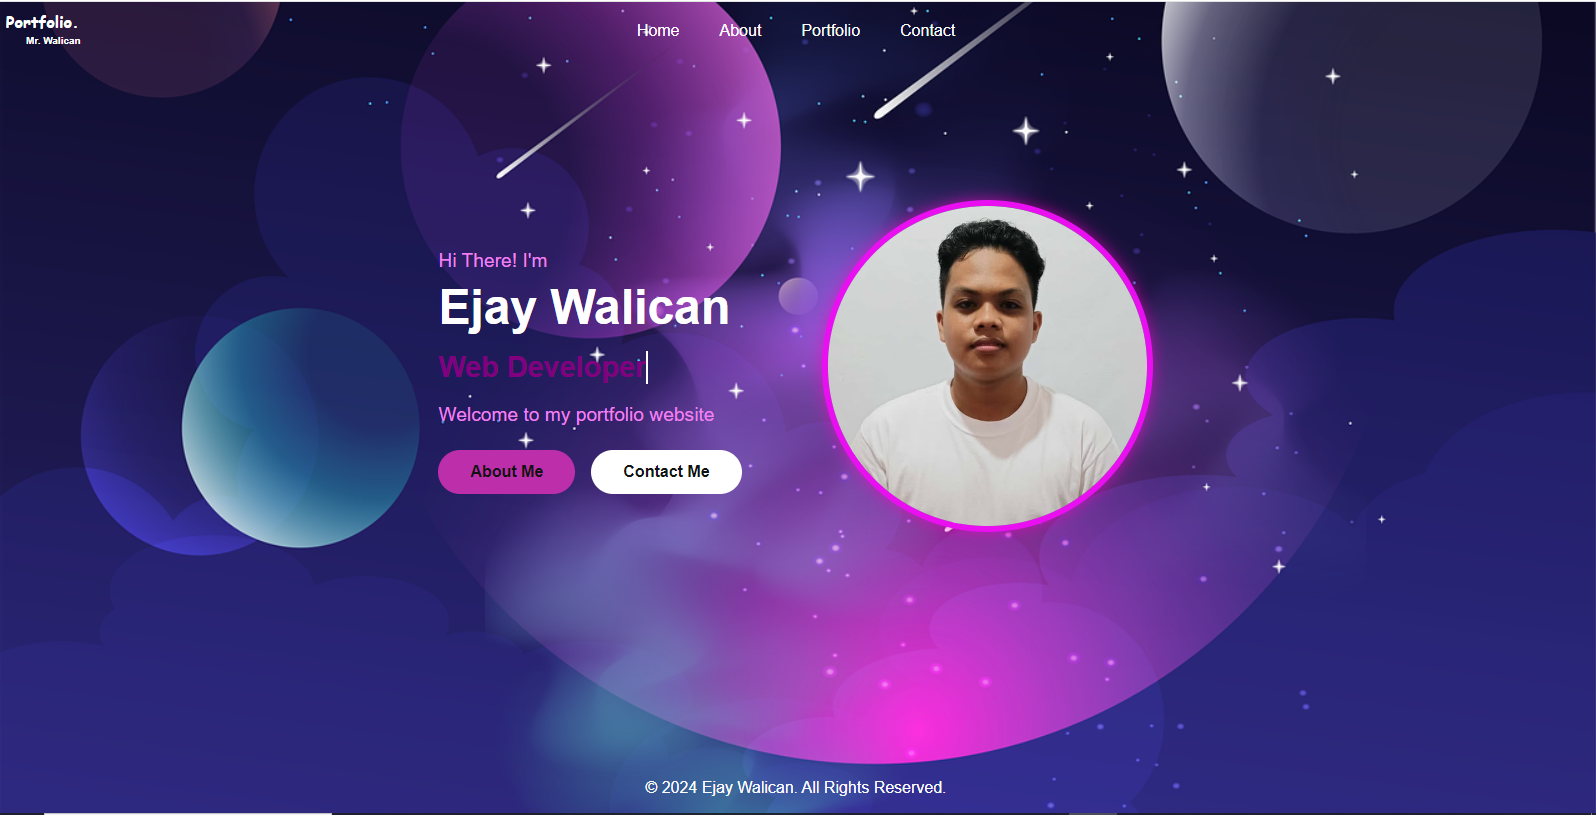 Portfolio.
Mr. Walican
Home
About
Portfolio
Contact
Hi There! I'm
Ejay Walican
Web Developer
Welcome to my portfolio website
About Me
Contact Me
© 2024 Ejay Walican. All Rights Reserved.